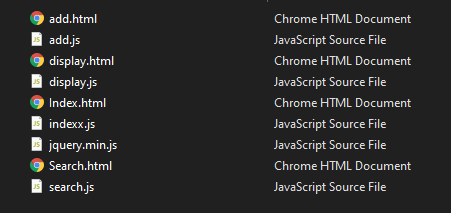 add.html Chrome HTML Document
add.js JavaScript Source File
display.html Chrome HTML Document
display.js JavaScript Source File
Index.html Chrome HTML Document
indexx.js JavaScript Source File
jquery.min.js JavaScript Source File
Search.html Chrome HTML Document
search.js JavaScript Source File